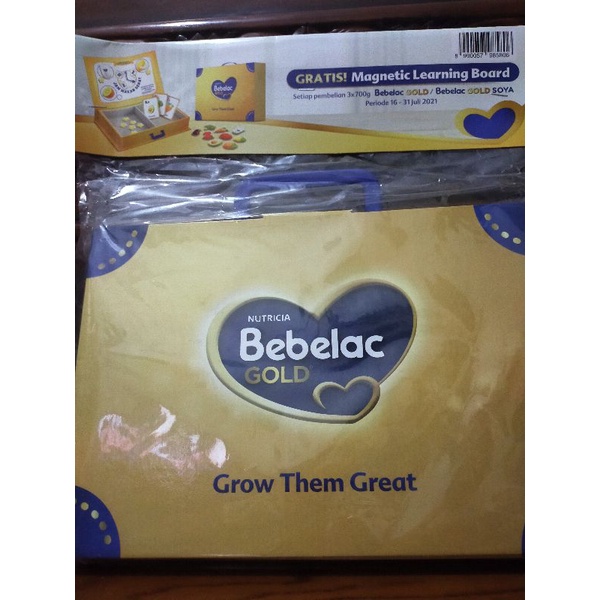 GRATIS! Magnetic Learning Board
Setiap pembelian 3x700g Bebelac GOLD / Bebelac GOLD SOYA
Periode 16 - 31 Juli 2021
Bebelac
NUTRICIA
Bebelac
GOLD
Grow Them Great